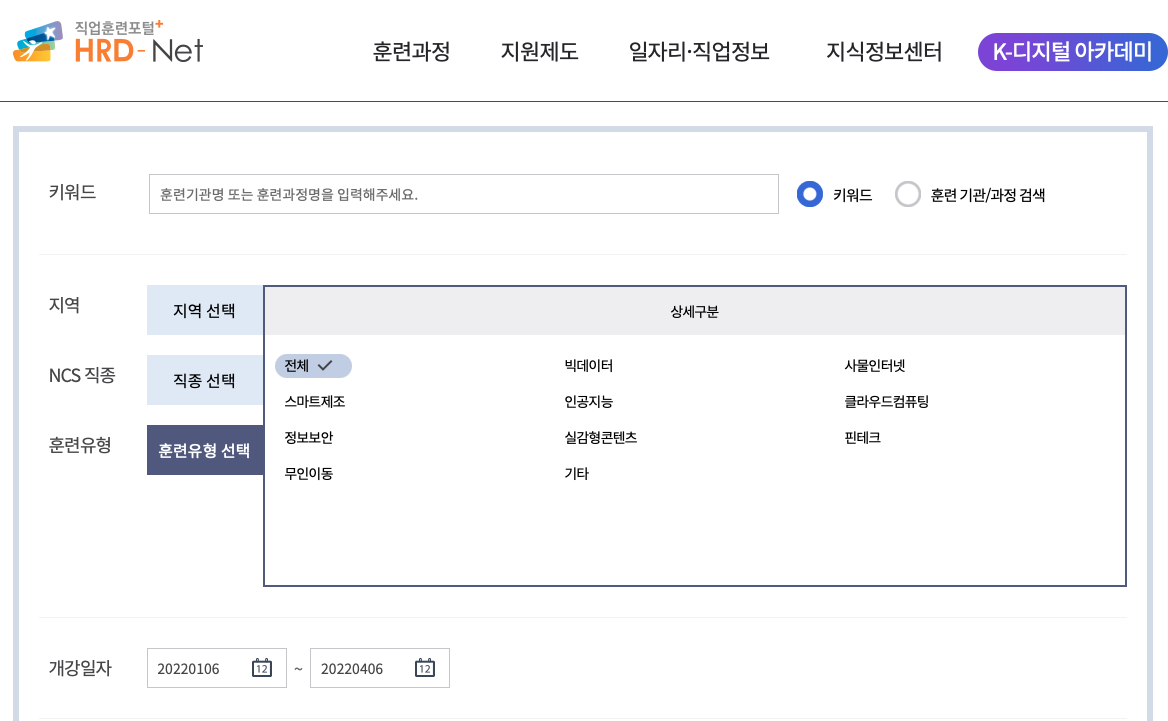 직업훈련포털+
HRD-Net
훈련과정 지원제도 일자리·직업정보 지식정보센터 K-디지털 아카데미
키워드 훈련기관명 또는 훈련과정명을 입력해주세요. 키워드 훈련 기관/과정 검색
지역 지역 선택 상세구분
전체 빅데이터 사물인터넷
NCS 직종 직종 선택
스마트제조 인공지능 클라우드컴퓨팅
정보보안 실감형콘텐츠 핀테크
훈련유형 훈련유형 선택
무인이동 기타
개강일자 20220106 12 ~ 20220406 12